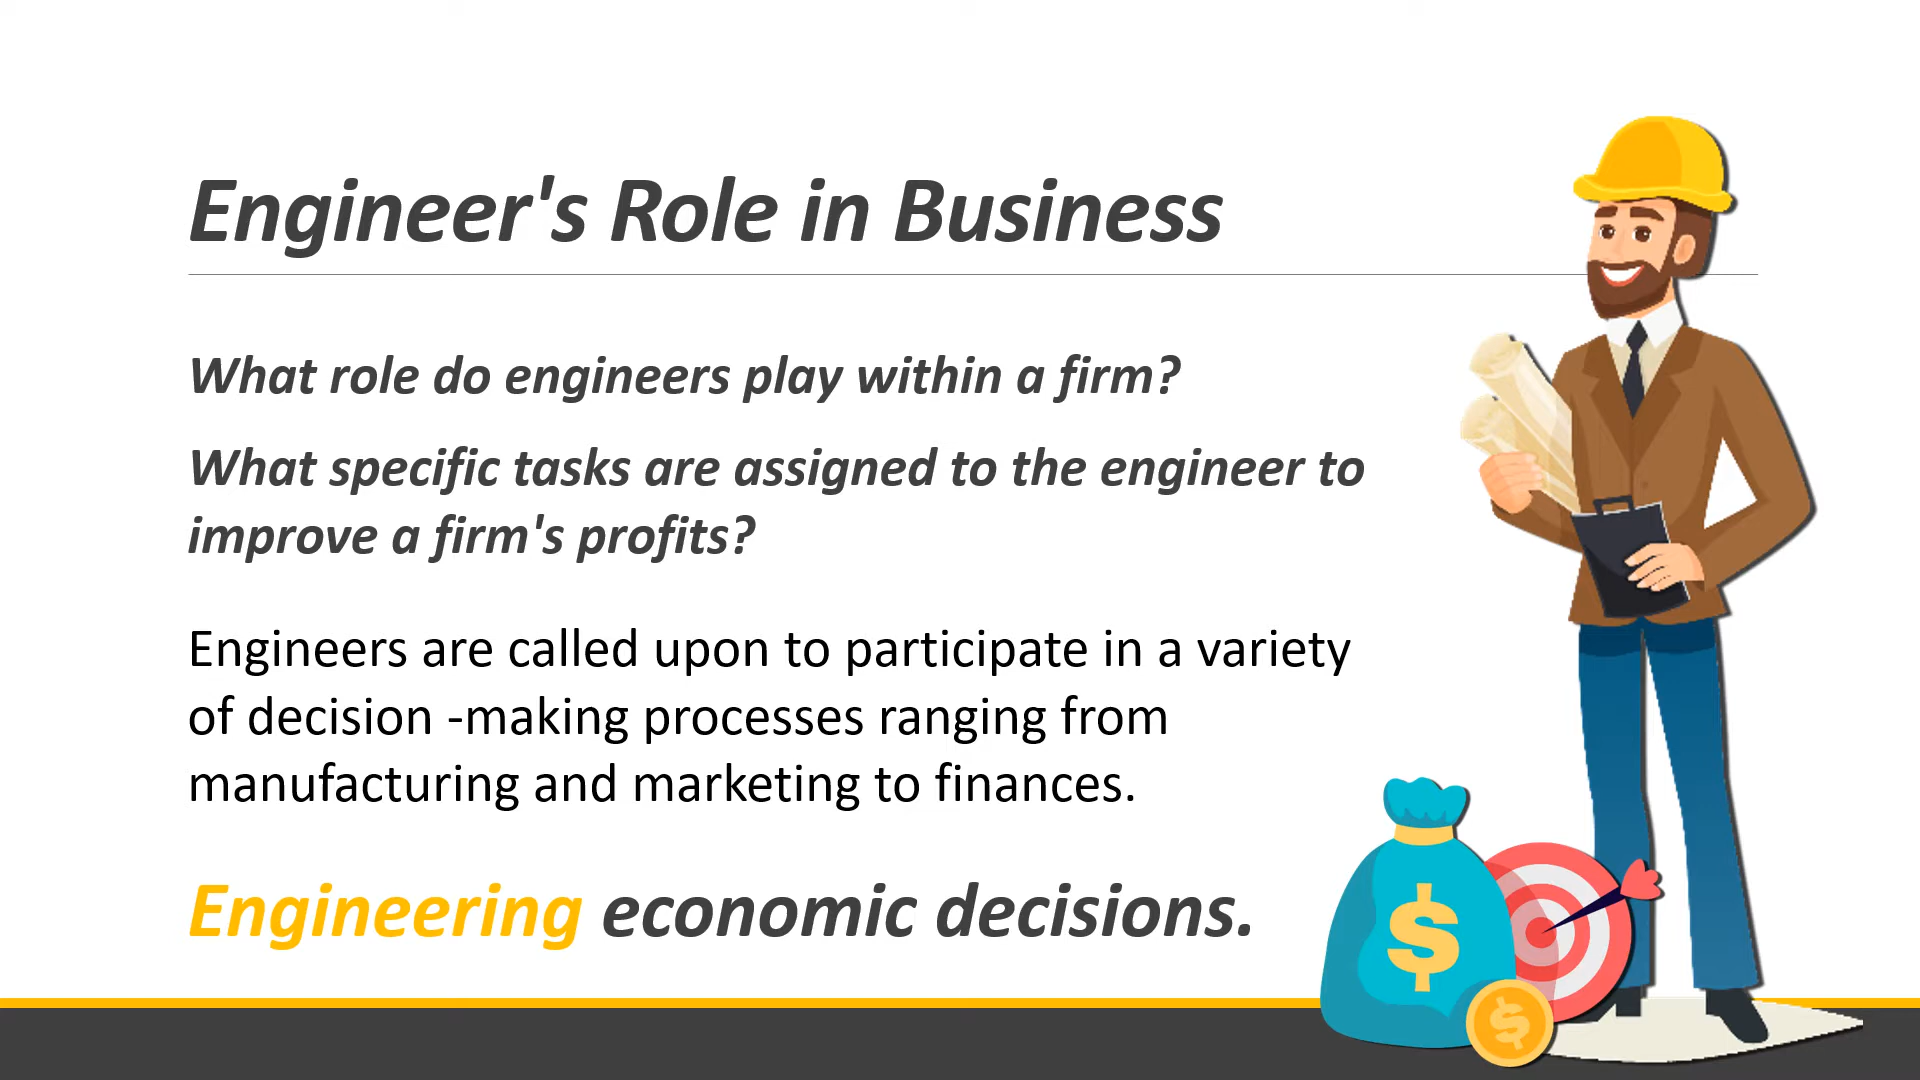 Engineer's Role in Business
What role do engineers play within a firm?
What specific tasks are assigned to the engineer to
improve a firm's profits?
Engineers are called upon to participate in a variety
of decision -making processes ranging from
manufacturing and marketing to finances.
Engineering economic decisions.
$
$